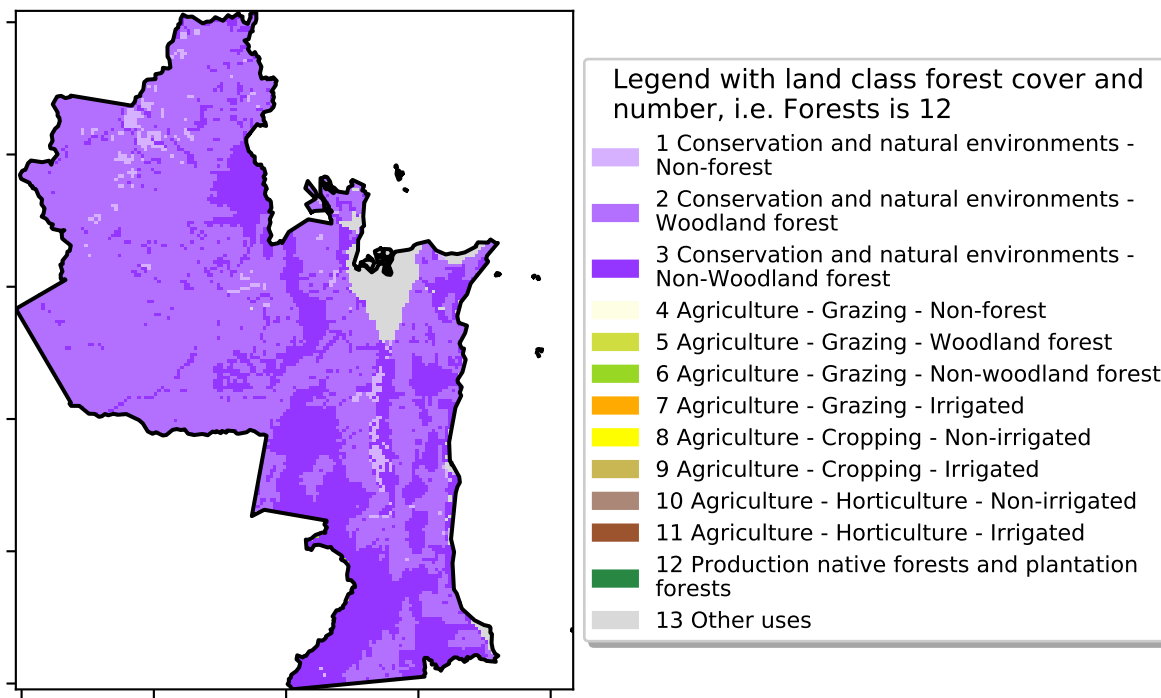 Legend with land class forest cover and
number, i.e. Forests is 12
1 Conservation and natural environments -
Non-forest
2 Conservation and natural environments -
Woodland forest
3 Conservation and natural environments -
Non-Woodland forest
4 Agriculture - Grazing - Non-forest
5 Agriculture - Grazing - Woodland forest
6 Agriculture - Grazing - Non-woodland forest
7 Agriculture - Grazing - Irrigated
8 Agriculture - Cropping - Non-irrigated
9 Agriculture - Cropping - Irrigated
10 Agriculture - Horticulture - Non-irrigated
11 Agriculture - Horticulture - Irrigated
12 Production native forests and plantation
forests
13 Other uses